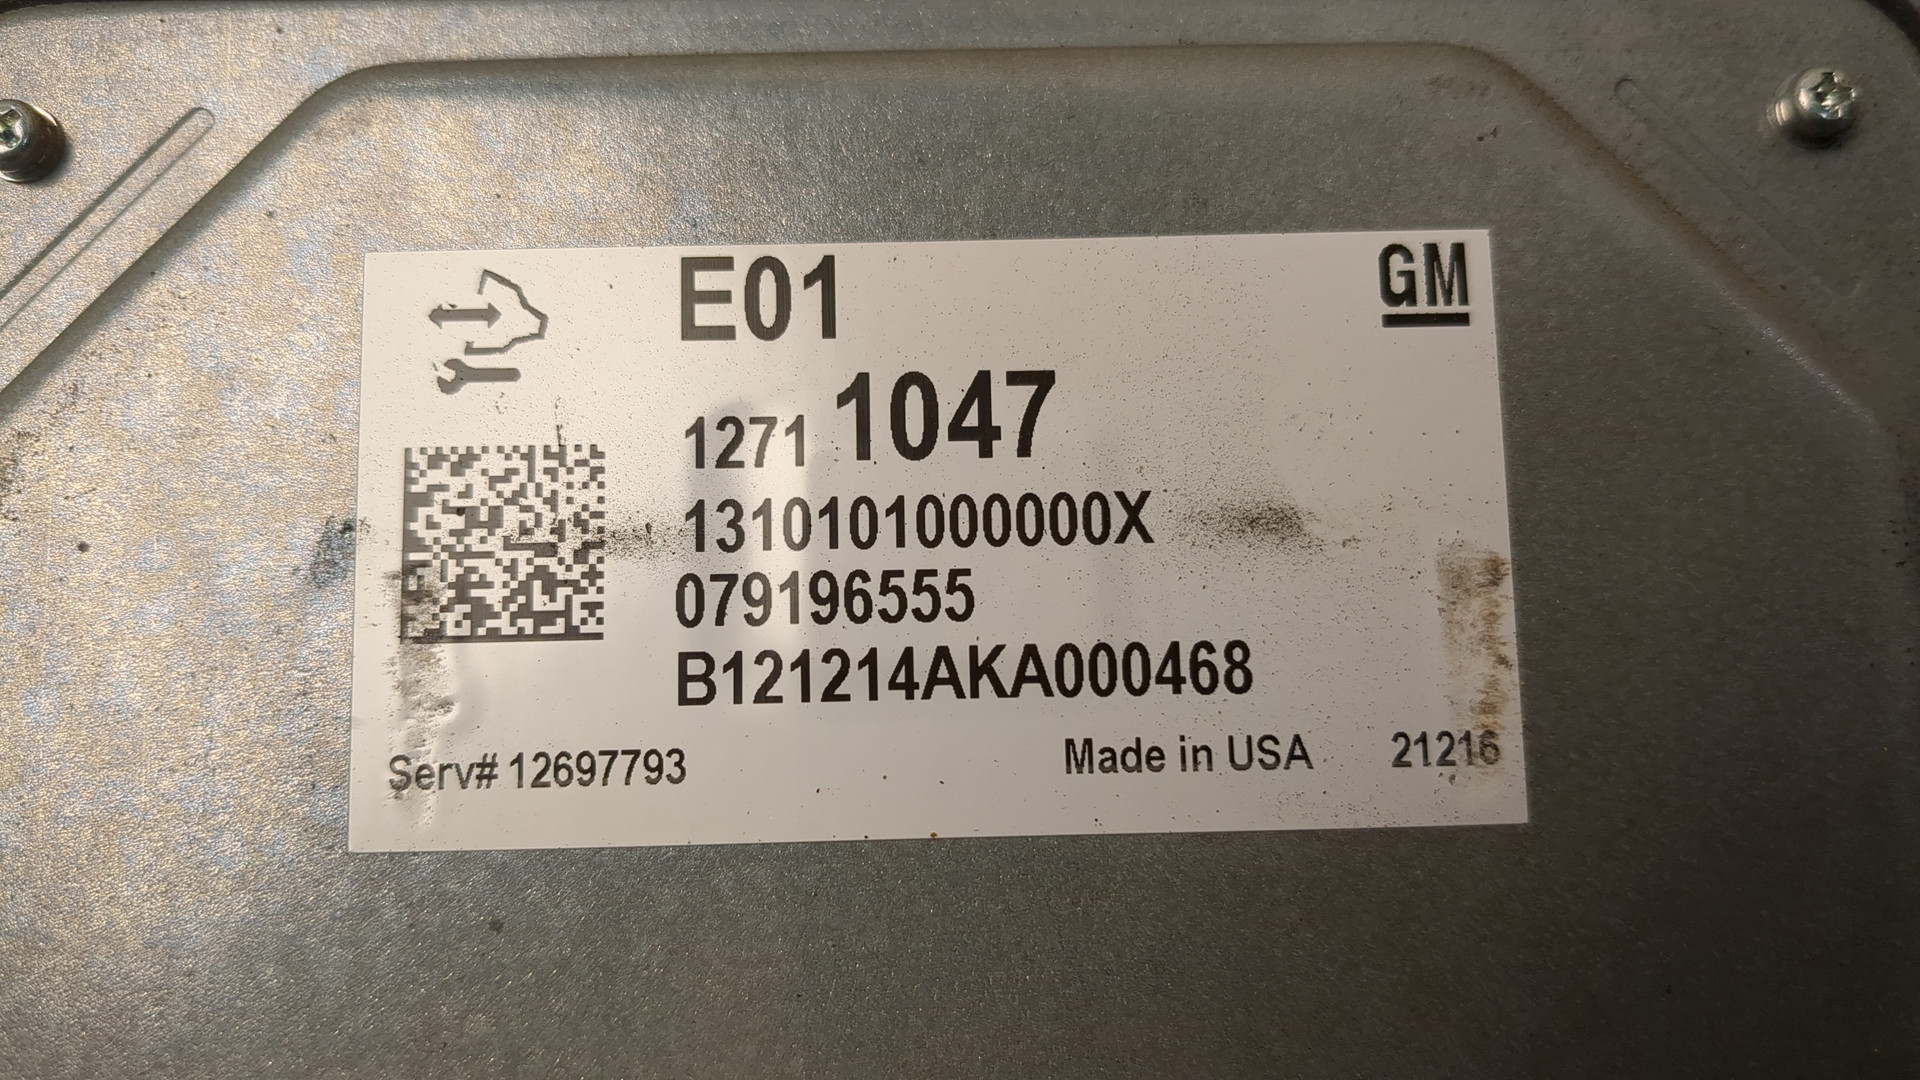 E01
GM
1271 1047
1310101000000X
079196555
B121214AKA000468
Serv# 12697793
Made in USA 21216